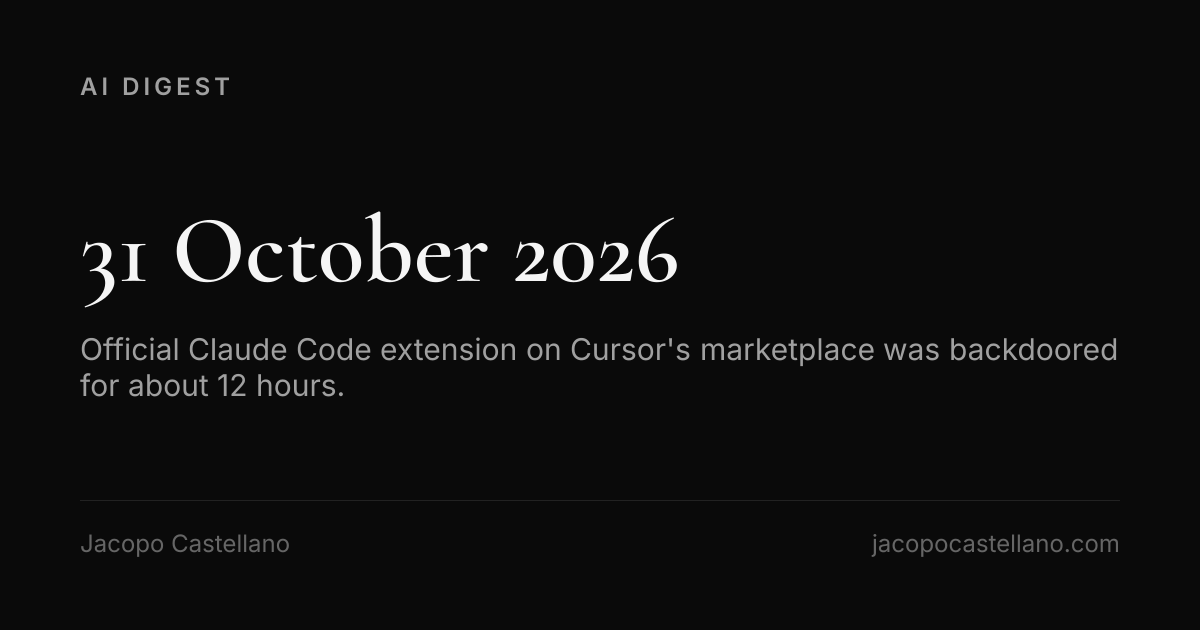 AI DIGEST
31 October 2026
Official Claude Code extension on Cursor's marketplace was backdoored
for about 12 hours.
Jacopo Castellano
jacopocastellano.com